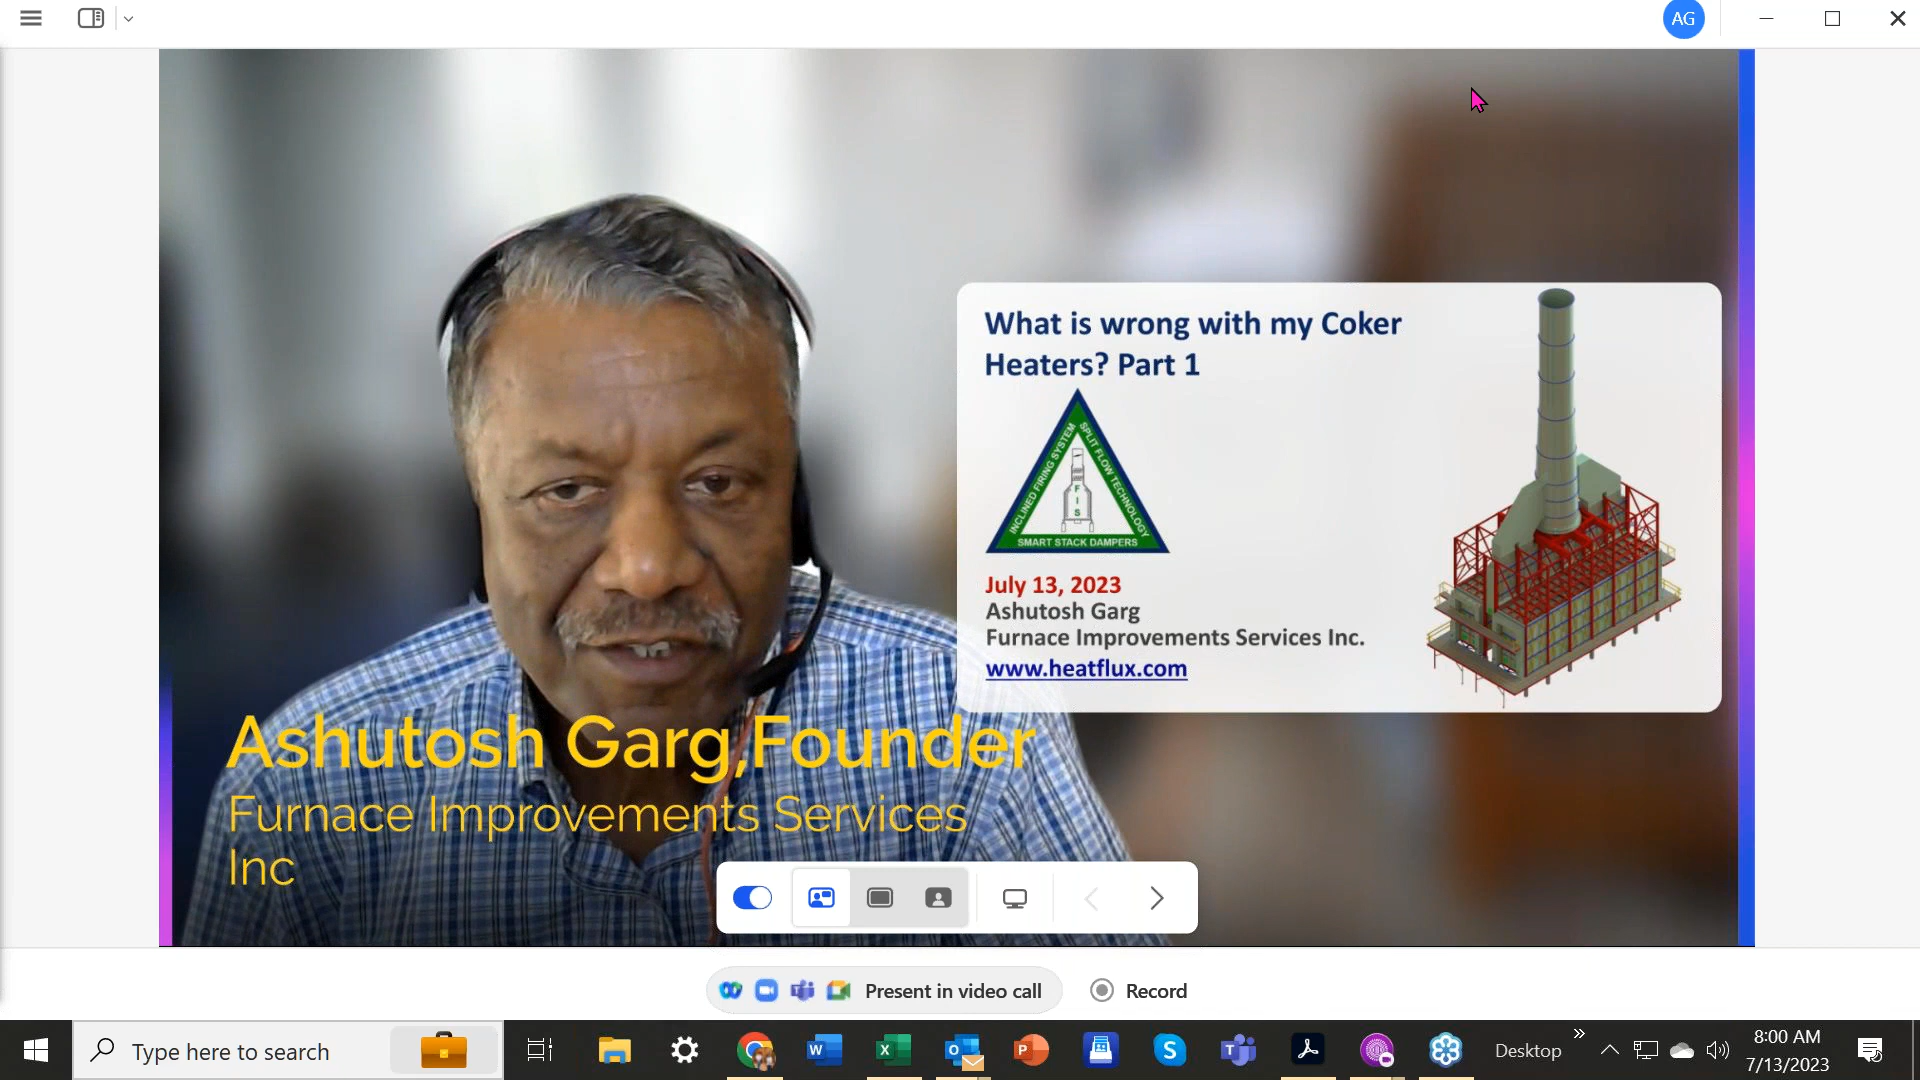 AG
What is wrong with my Coker
Heaters? Part 1
INCLINED FIRING SYSTEM
SPLIT FLOW TECHNOLOGY
F
I
S
SMART STACK DAMPERS
July 13, 2023
Ashutosh Garg
Furnace Improvements Services Inc.
www.heatflux.com
Ashutosh Garg,Founder
Furnace Improvements Services
Inc
Present in video call
Record
Type here to search
Desktop
8:00 AM
7/13/2023